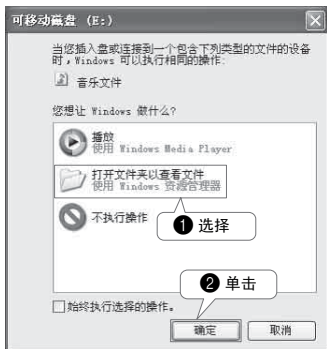 可移动磁盘 (E:)
当您插入盘或连接到一个包含下列类型的文件的设备
时，Windows 可以执行相同的操作:
音乐文件
您想让 Windows 做什么?
播放
使用 Windows Media Player
打开文件夹以查看文件
使用 Windows 资源管理器
不执行操作
❶ 选择
❷ 单击
始终执行选择的操作。
确定
取消